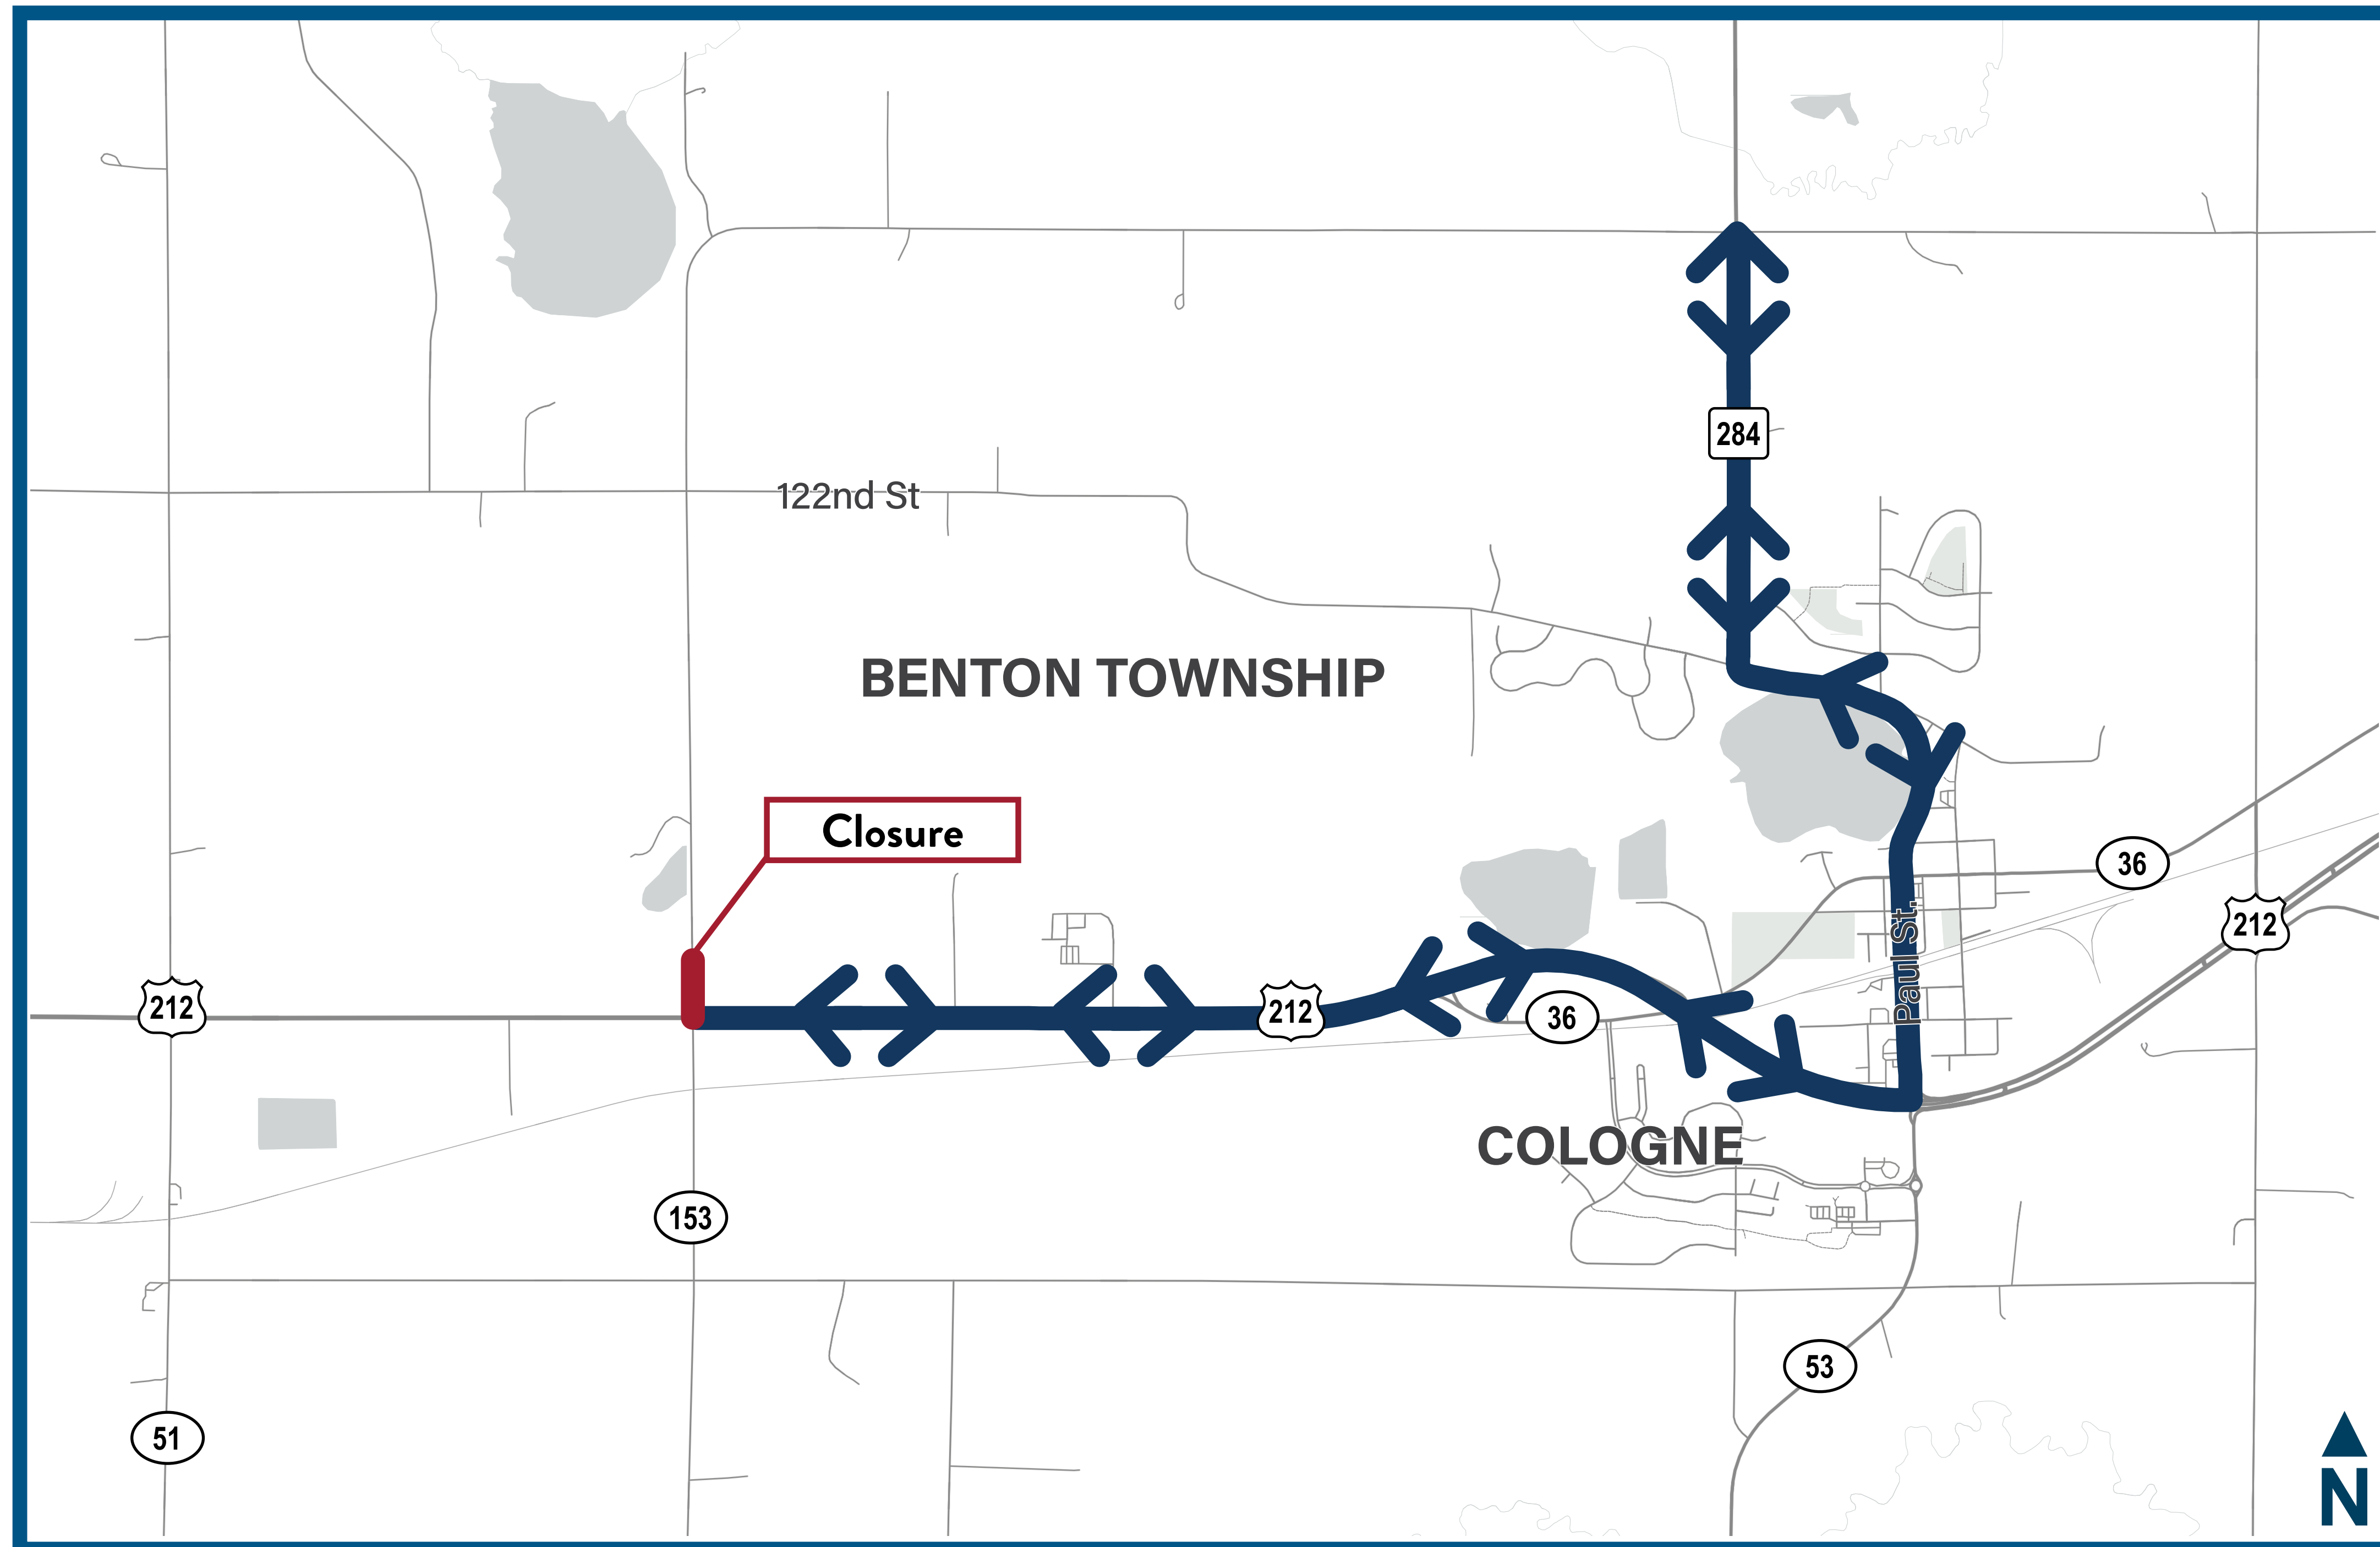 284
122nd St
BENTON TOWNSHIP
Closure
36
Paul St.
212
212
212
36
COLOGNE
153
53
51
N